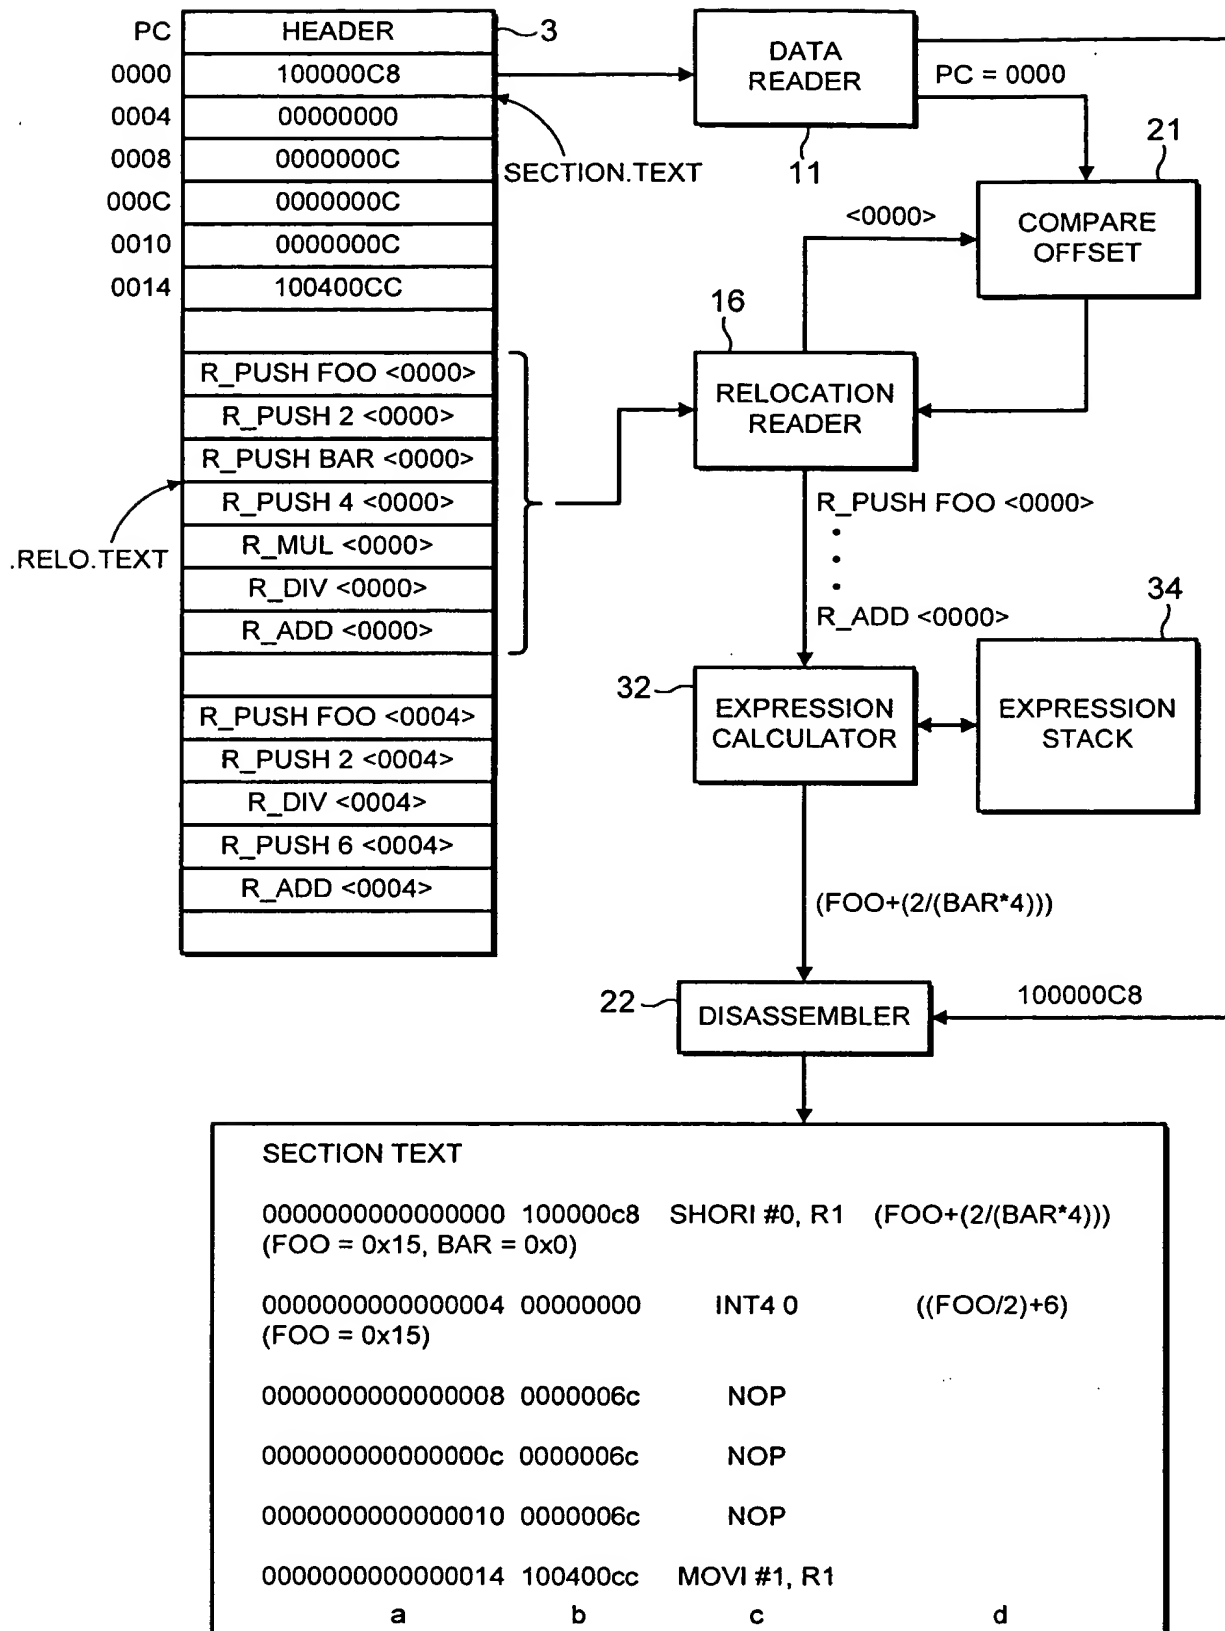 PC HEADER 3
0000 100000C8
0004 00000000
0008 0000000C
000C 0000000C
0010 0000000C
0014 100400CC
SECTION.TEXT
R_PUSH FOO <0000>
R_PUSH 2 <0000>
R_PUSH BAR <0000>
R_PUSH 4 <0000>
R_MUL <0000>
R_DIV <0000>
R_ADD <0000>
.RELO.TEXT
R_PUSH FOO <0004>
R_PUSH 2 <0004>
R_DIV <0004>
R_PUSH 6 <0004>
R_ADD <0004>
DATA
READER
11
PC = 0000
21
COMPARE
OFFSET
<0000>
16
RELOCATION
READER
R_PUSH FOO <0000>
R_ADD <0000>
32
EXPRESSION
CALCULATOR
34
EXPRESSION
STACK
(FOO+(2/(BAR*4)))
22
DISASSEMBLER
100000C8
SECTION TEXT
0000000000000000 100000c8 SHORI #0, R1 (FOO+(2/(BAR*4)))
(FOO = 0x15, BAR = 0x0)
0000000000000004 00000000 INT4 0 ((FOO/2)+6)
(FOO = 0x15)
0000000000000008 0000006c NOP
000000000000000c 0000006c NOP
0000000000000010 0000006c NOP
0000000000000014 100400cc MOVI #1, R1
a b c d